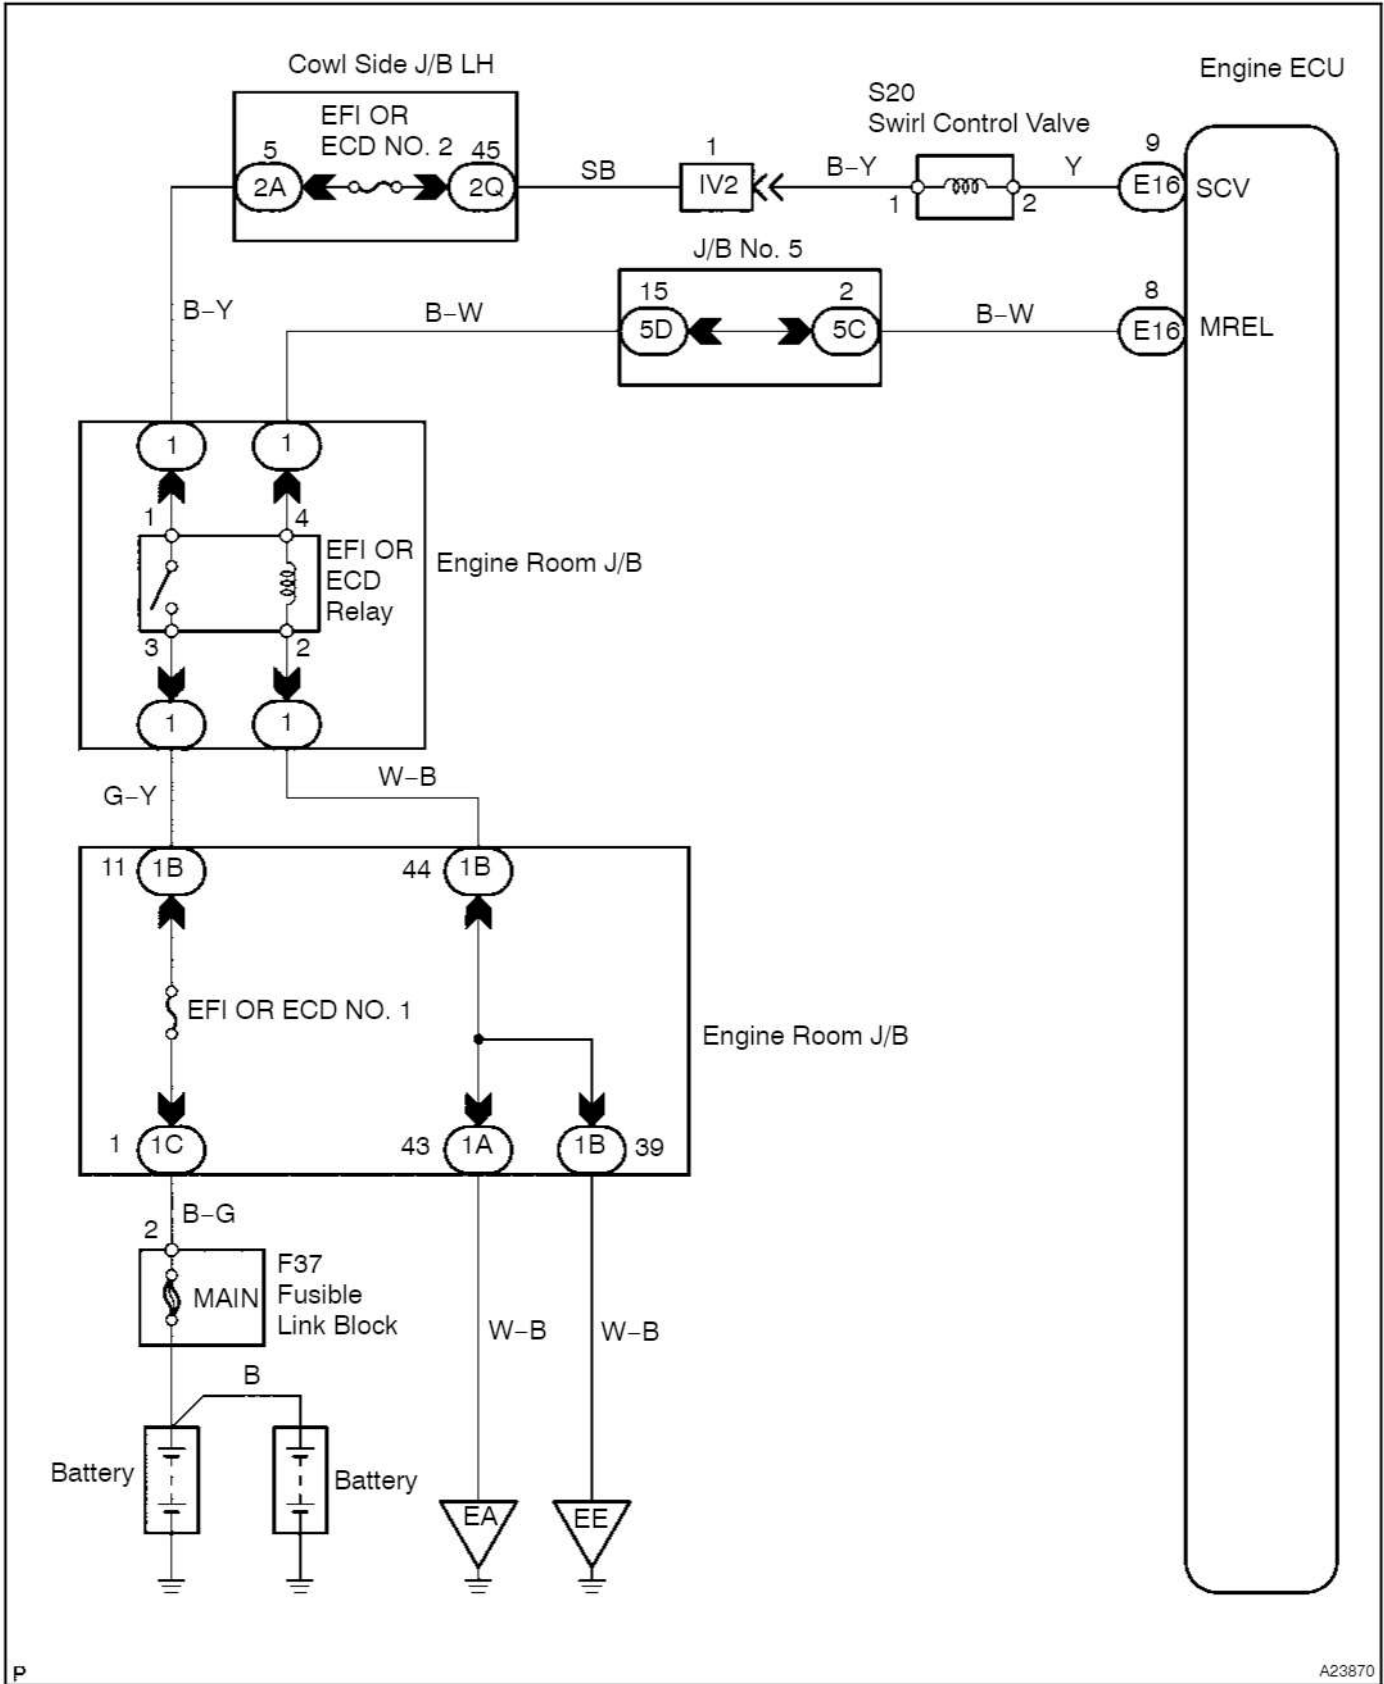 Cowl Side J/B LH
Engine ECU
S20
Swirl Control Valve
EFI OR
ECD NO. 2
5
45
2A
2Q
SB
1
IV2
B–Y
1
2
Y
9
E16
SCV
J/B No. 5
15
2
5D
5C
B–Y
B–W
B–W
8
E16
MREL
1
1
1
4
EFI OR
ECD
Relay
Engine Room J/B
3
2
1
1
G–Y
W–B
11
1B
44
1B
EFI OR ECD NO. 1
Engine Room J/B
1
1C
43
1A
1B
39
B–G
2
MAIN
F37
Fusible
Link Block
W–B
W–B
B
Battery
Battery
EA
EE
P
A23870